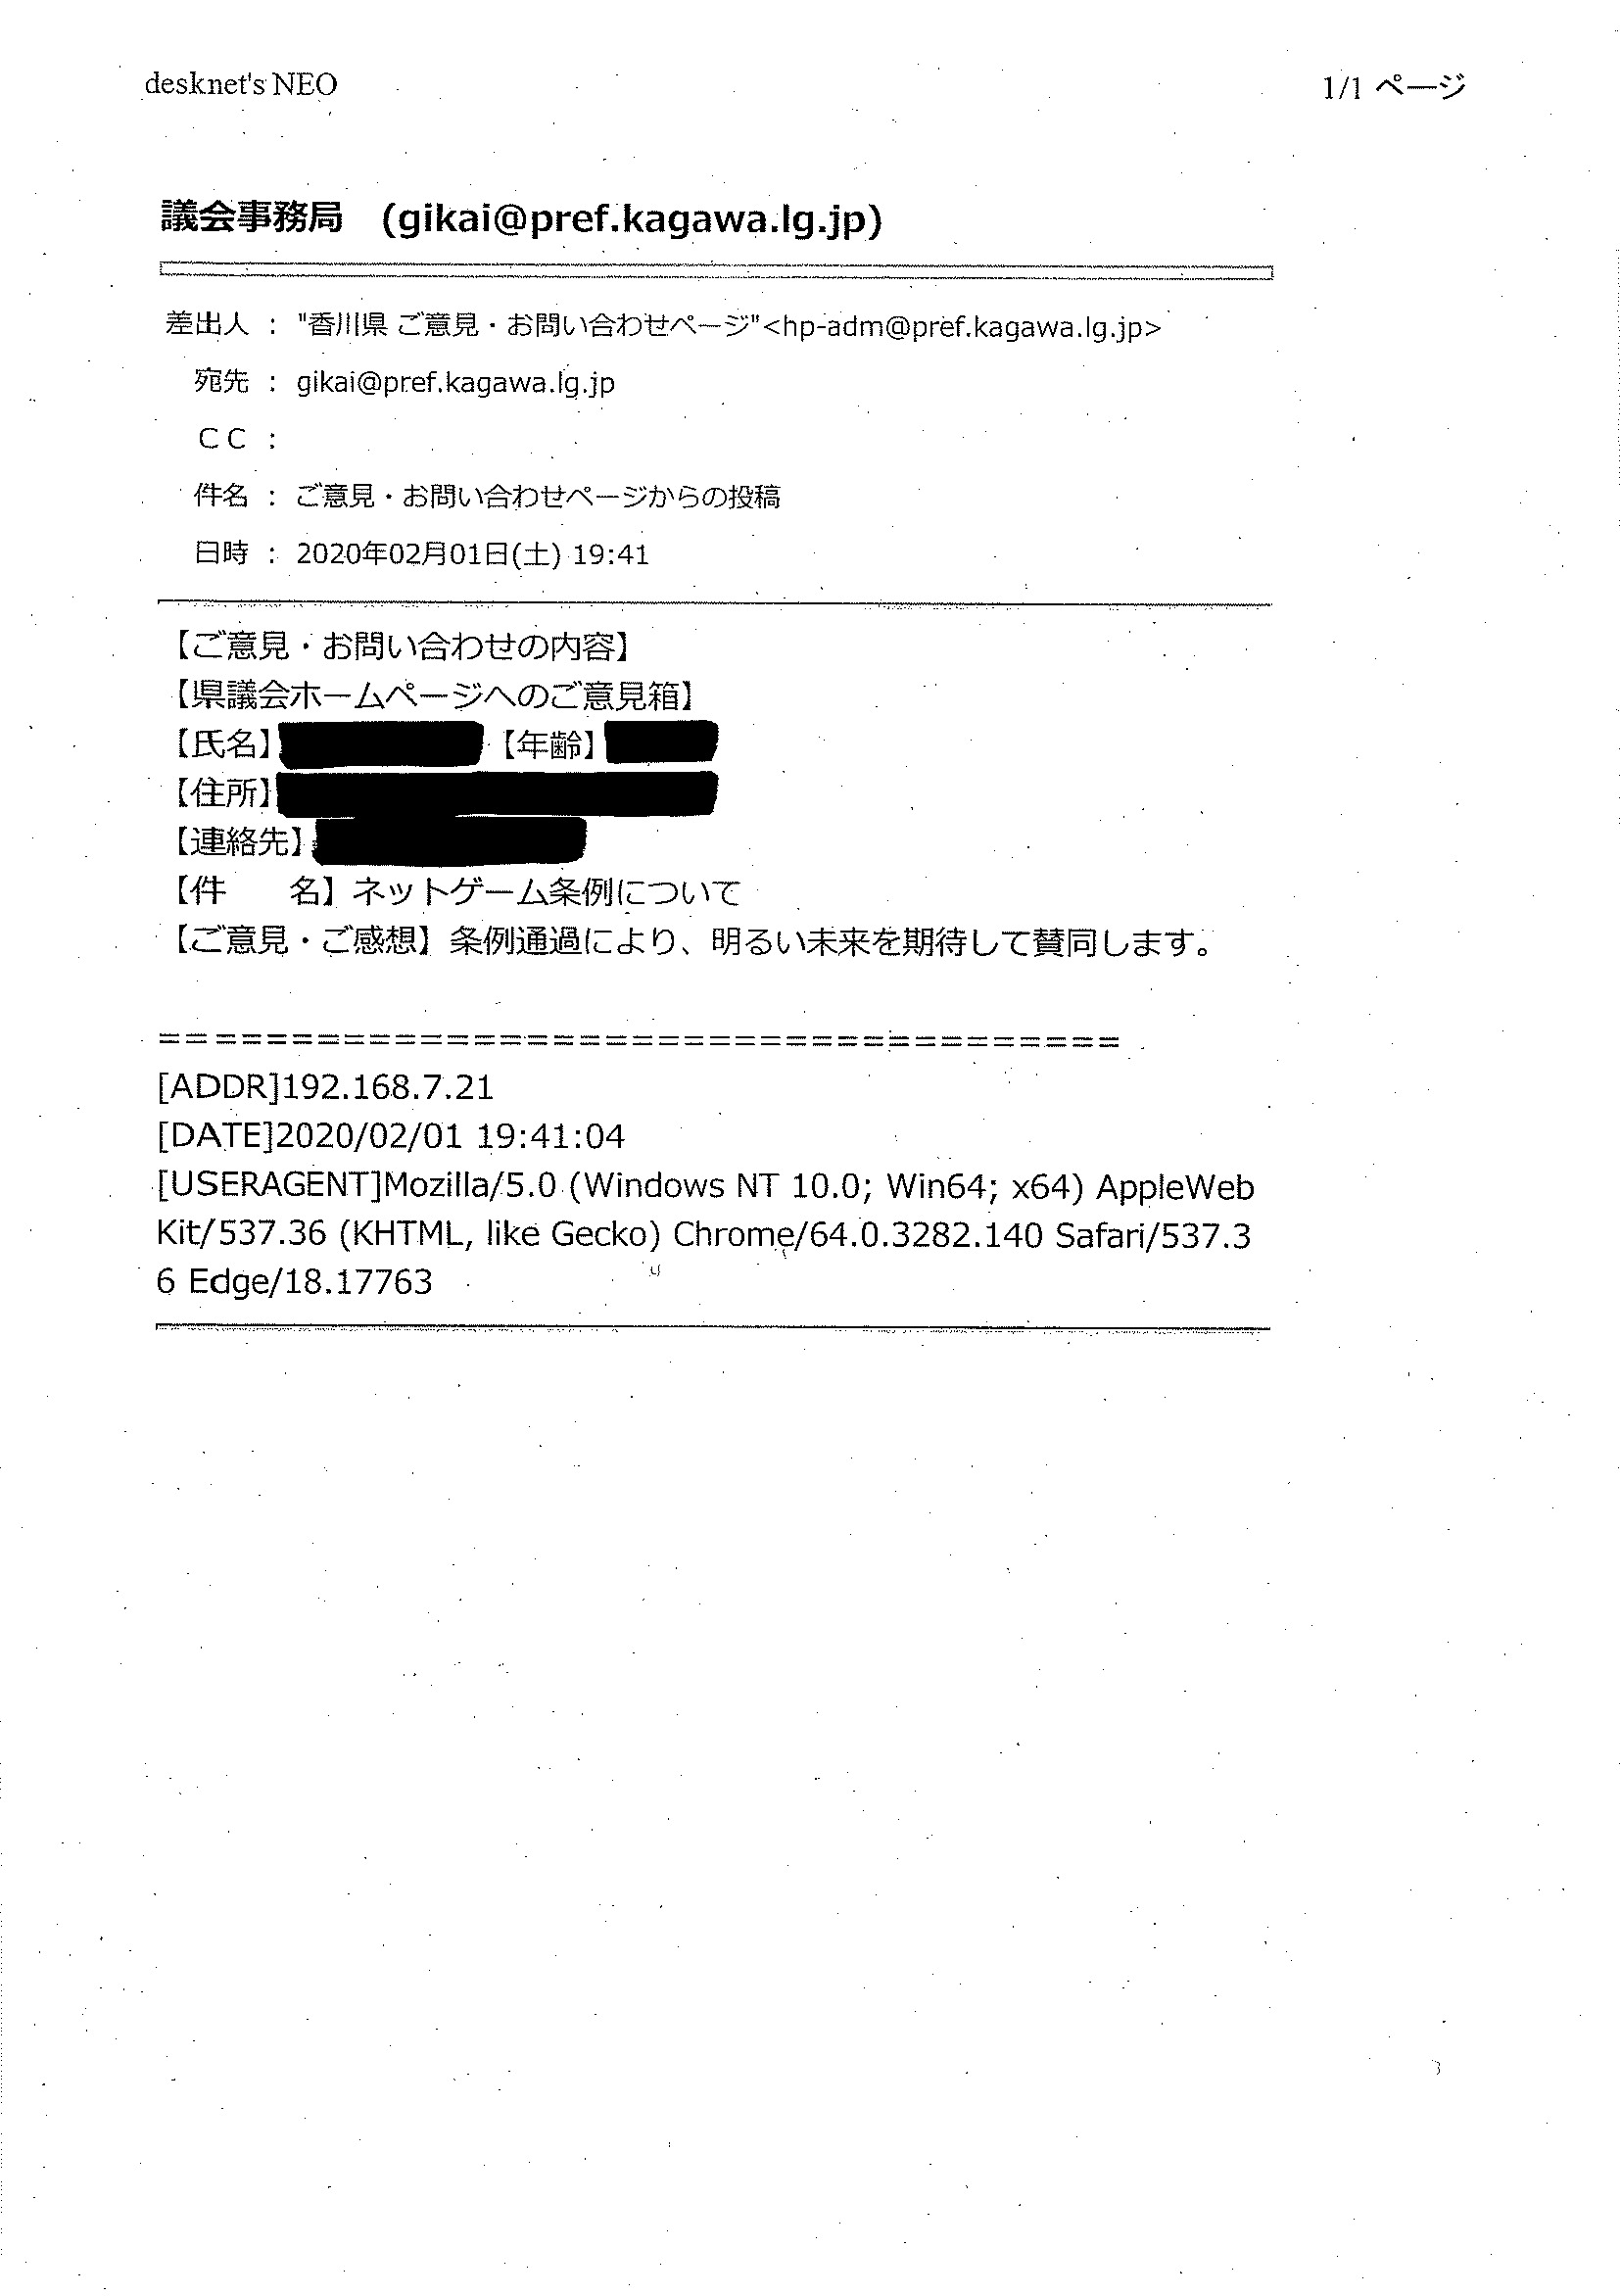 desknet's NEO
1/1 ページ
議会事務局　(gikai@pref.kagawa.lg.jp)
差出人 : "香川県 ご意見・お問い合わせページ"<hp-adm@pref.kagawa.lg.jp>
宛先 : gikai@pref.kagawa.lg.jp
ＣＣ :
件名 : ご意見・お問い合わせページからの投稿
日時 : 2020年02月01日(土) 19:41
【ご意見・お問い合わせの内容】
【県議会ホームページへのご意見箱】
【氏名】 【年齢】
【住所】
【連絡先】
【件　　名】ネットゲーム条例について
【ご意見・ご感想】条例通過により、明るい未来を期待して賛同します。
=====================================
[ADDR]192.168.7.21
[DATE]2020/02/01 19:41:04
[USERAGENT]Mozilla/5.0 (Windows NT 10.0; Win64; x64) AppleWeb
Kit/537.36 (KHTML, like Gecko) Chrome/64.0.3282.140 Safari/537.3
6 Edge/18.17763